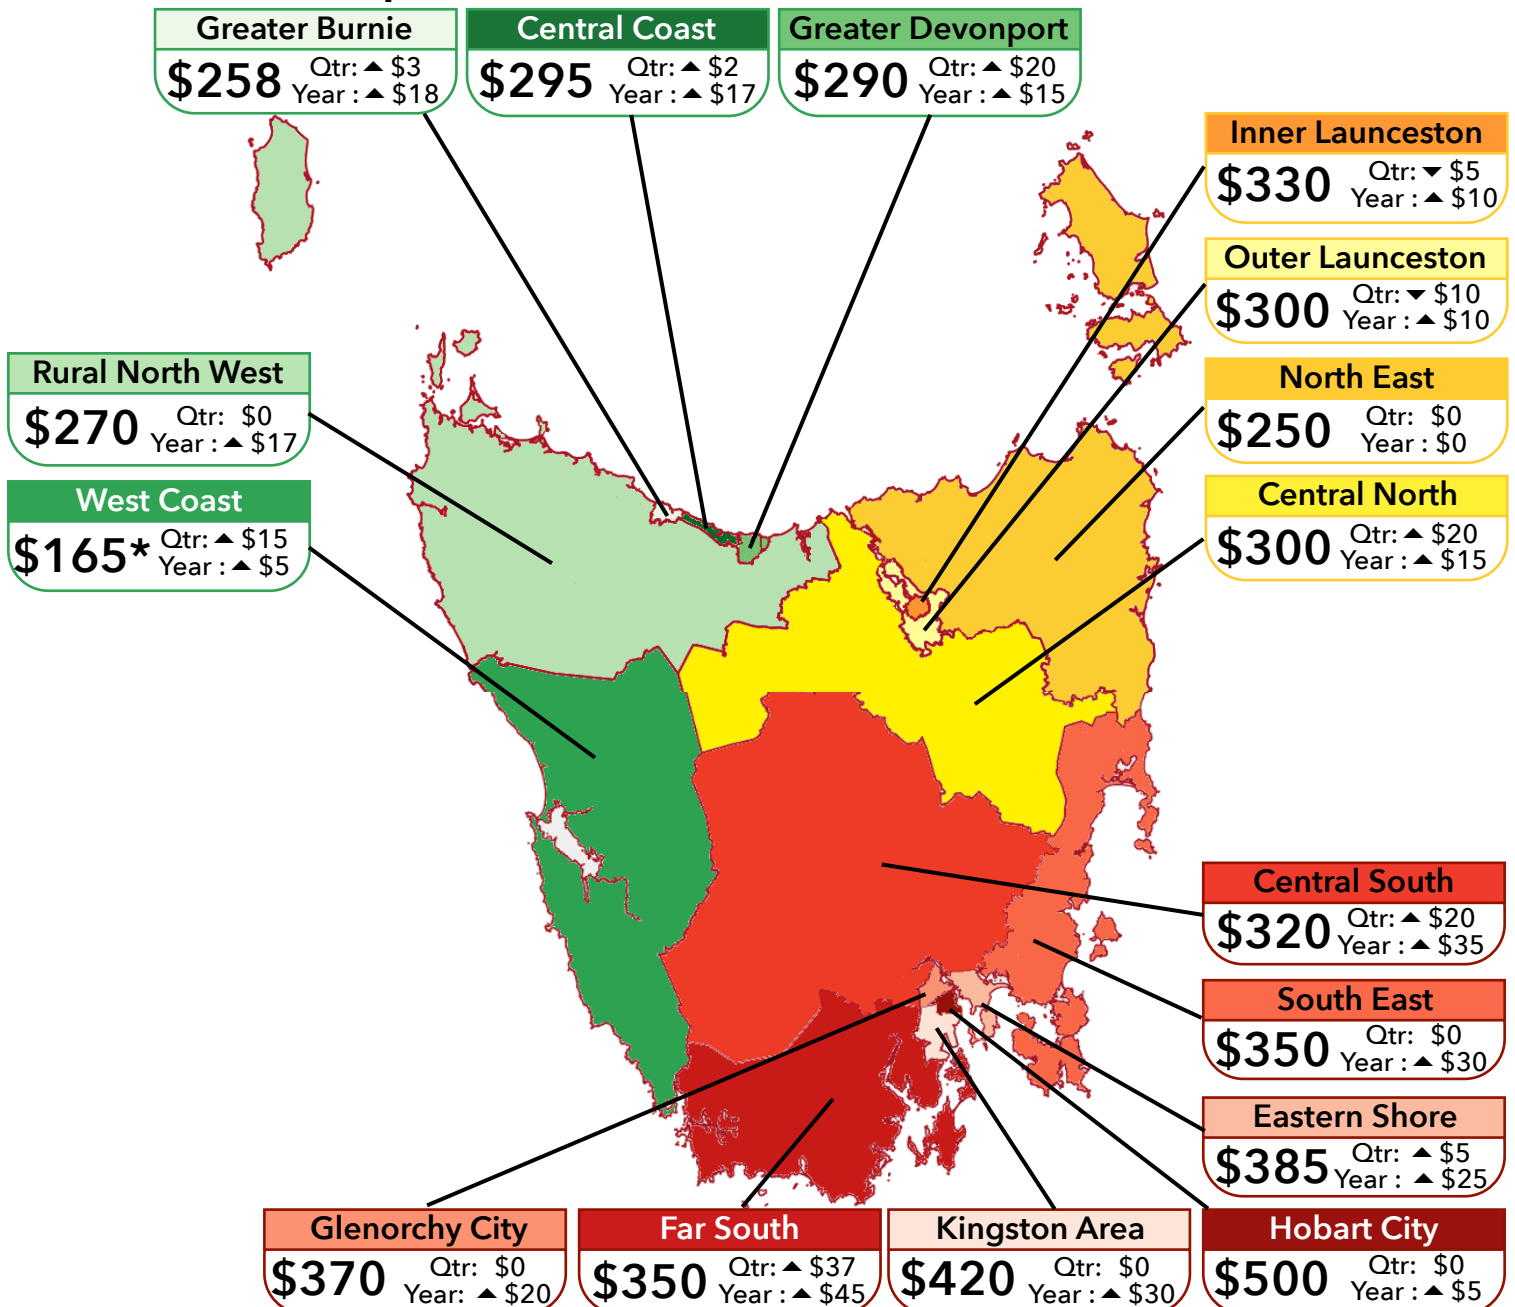 Greater Burnie
$258 Qtr: ▲ $3
Year : ▲ $18
Central Coast
$295 Qtr: ▲ $2
Year : ▲ $17
Greater Devonport
$290 Qtr: ▲ $20
Year : ▲ $15
Inner Launceston
$330 Qtr: ▼ $5
Year : ▲ $10
Outer Launceston
$300 Qtr: ▼ $10
Year : ▲ $10
Rural North West
$270 Qtr: $0
Year : ▲ $17
North East
$250 Qtr: $0
Year : $0
West Coast
$165* Qtr: ▲ $15
Year : ▲ $5
Central North
$300 Qtr: ▲ $20
Year : ▲ $15
Central South
$320 Qtr: ▲ $20
Year : ▲ $35
South East
$350 Qtr: $0
Year : ▲ $30
Eastern Shore
$385 Qtr: ▲ $5
Year : ▲ $25
Glenorchy City
$370 Qtr: $0
Year: ▲ $20
Far South
$350 Qtr: ▲ $37
Year : ▲ $45
Kingston Area
$420 Qtr: $0
Year : ▲ $30
Hobart City
$500 Qtr: $0
Year : ▲ $5